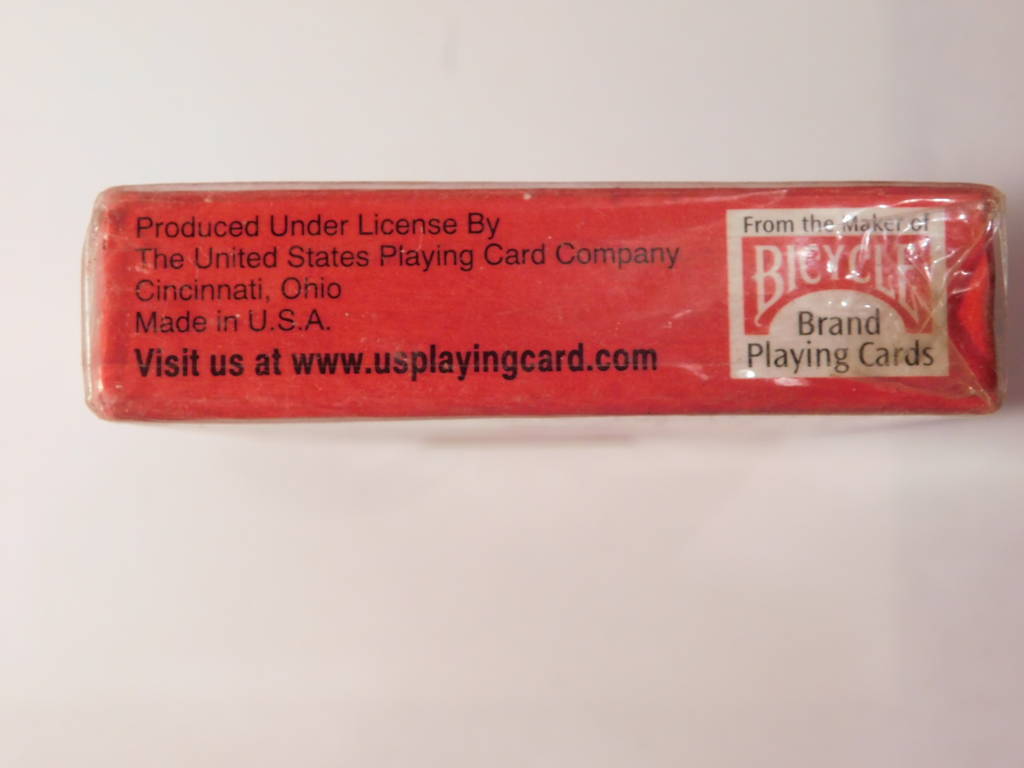 Produced Under License By
The United States Playing Card Company
Cincinnati, Ohio
Made in U.S.A.
Visit us at www.usplayingcard.com
From the Maker of
BICYCLE
Brand
Playing Cards